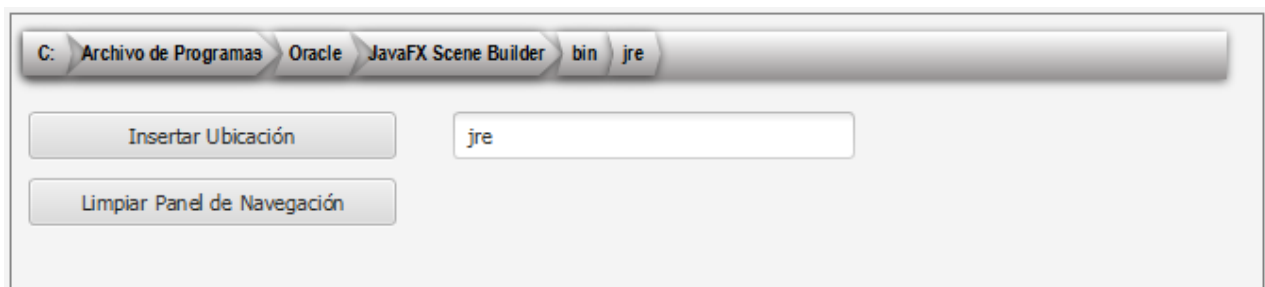 C: Archivo de Programas Oracle JavaFX Scene Builder bin jre
Insertar Ubicación jre
Limpiar Panel de Navegación